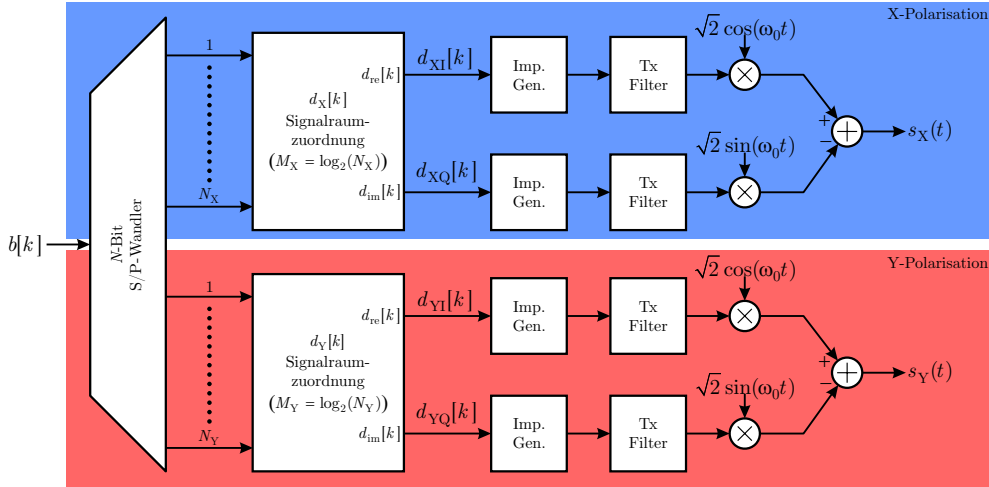 X-Polarisation
b[k]
N-Bit
S/P-Wandler
1
N_X
d_re[k]
d_X[k]
Signalraum-
zuordnung
(M_X = log_2(N_X))
d_im[k]
d_XI[k]
Imp.
Gen.
Tx
Filter
√2 cos(ω_0t)
×
d_XQ[k]
Imp.
Gen.
Tx
Filter
√2 sin(ω_0t)
×
+
−
+
s_X(t)
Y-Polarisation
1
N_Y
d_re[k]
d_Y[k]
Signalraum-
zuordnung
(M_Y = log_2(N_Y))
d_im[k]
d_YI[k]
Imp.
Gen.
Tx
Filter
√2 cos(ω_0t)
×
d_YQ[k]
Imp.
Gen.
Tx
Filter
√2 sin(ω_0t)
×
+
−
+
s_Y(t)